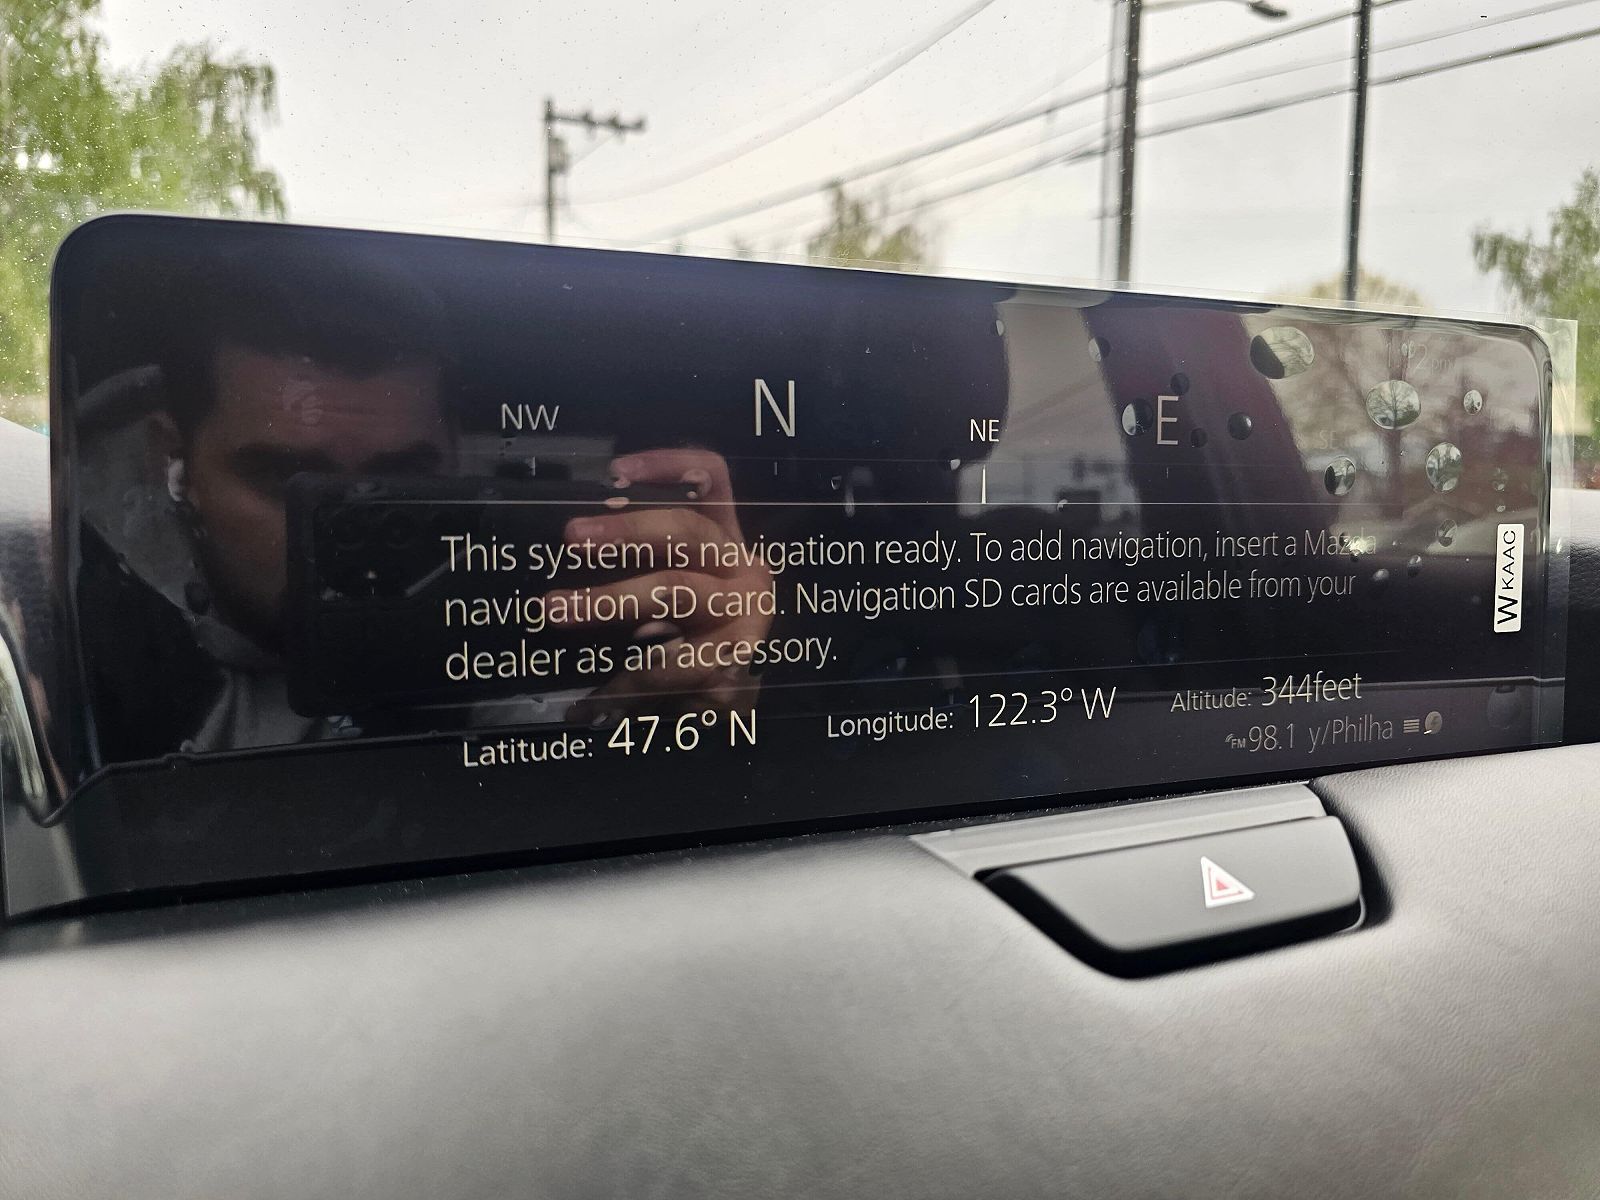 NW N NE E SE
This system is navigation ready. To add navigation, insert a Mazda
navigation SD card. Navigation SD cards are available from your
dealer as an accessory.
Latitude: 47.6° N Longitude: 122.3° W Altitude: 344feet
FM 98.1 y/Philha
WKAAC